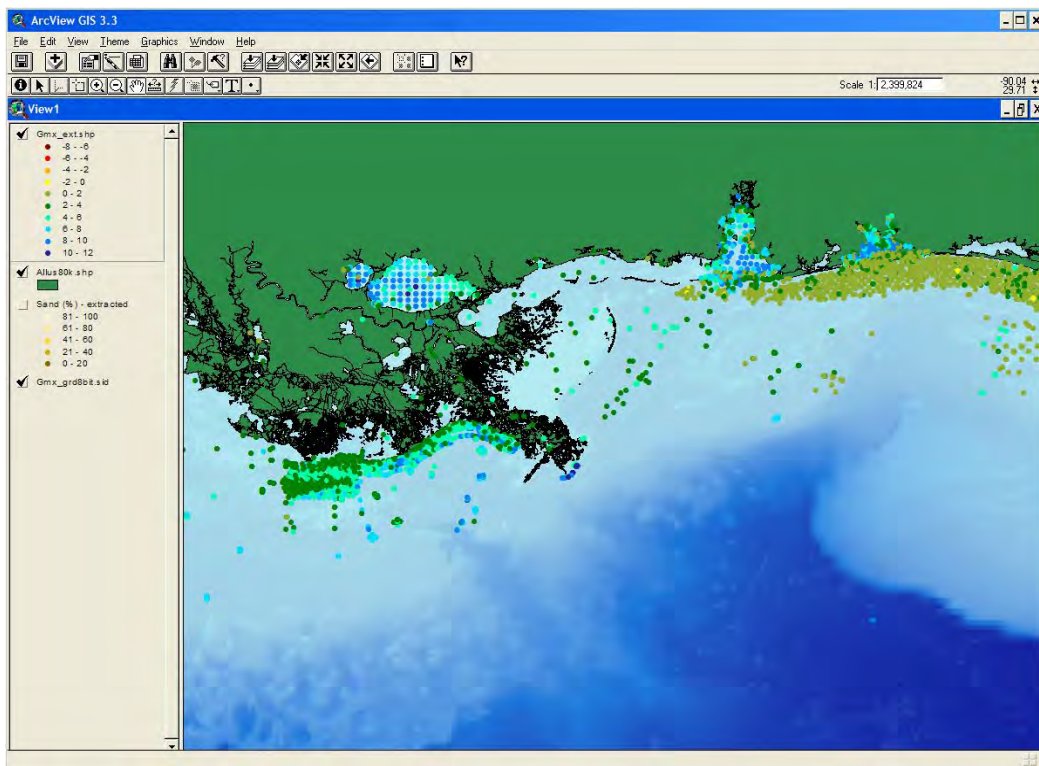 ArcView GIS 3.3
File Edit View Theme Graphics Window Help
Scale 1: 2,399,824
-90.04
29.71
View1
Gmx_ext.shp
-8 - -6
-6 - -4
-4 - -2
-2 - 0
0 - 2
2 - 4
4 - 6
6 - 8
8 - 10
10 - 12
Allus80k.shp
Sand (%) - extracted
81 - 100
61 - 80
41 - 60
21 - 40
0 - 20
Gmx_grd8bit.sid